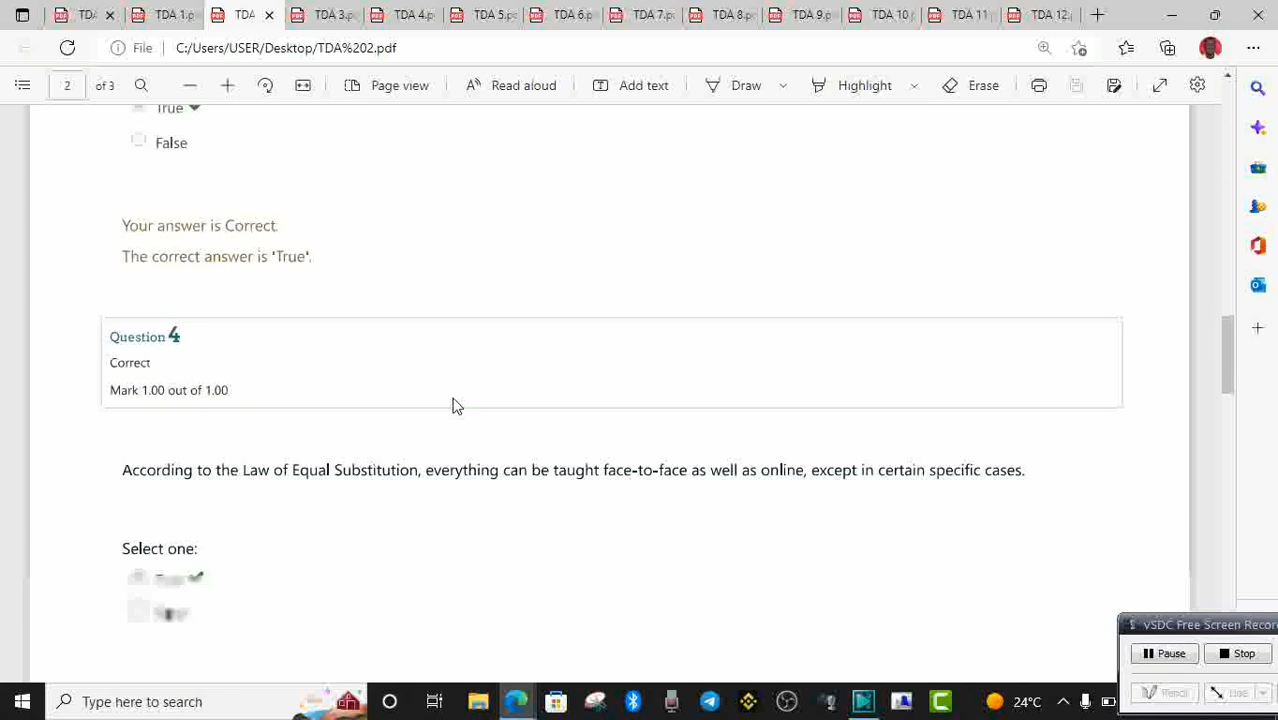 TDA
TDA 1.p
TDA
TDA 3.p
TDA 4.p
TDA 5.p
TDA 6.p
TDA 7.p
TDA 8.p
TDA 9.p
TDA 10
TDA 11
TDA 12.
File C:/Users/USER/Desktop/TDA%202.pdf
2 of 3
Page view
Read aloud
Add text
Draw
Highlight
Erase
True
False
Your answer is Correct.
The correct answer is 'True'.
Question 4
Correct
Mark 1.00 out of 1.00
According to the Law of Equal Substitution, everything can be taught face-to-face as well as online, except in certain specific cases.
Select one:
VSDC Free Screen Recor
Pause
Stop
Pencil
Type here to search
24°C